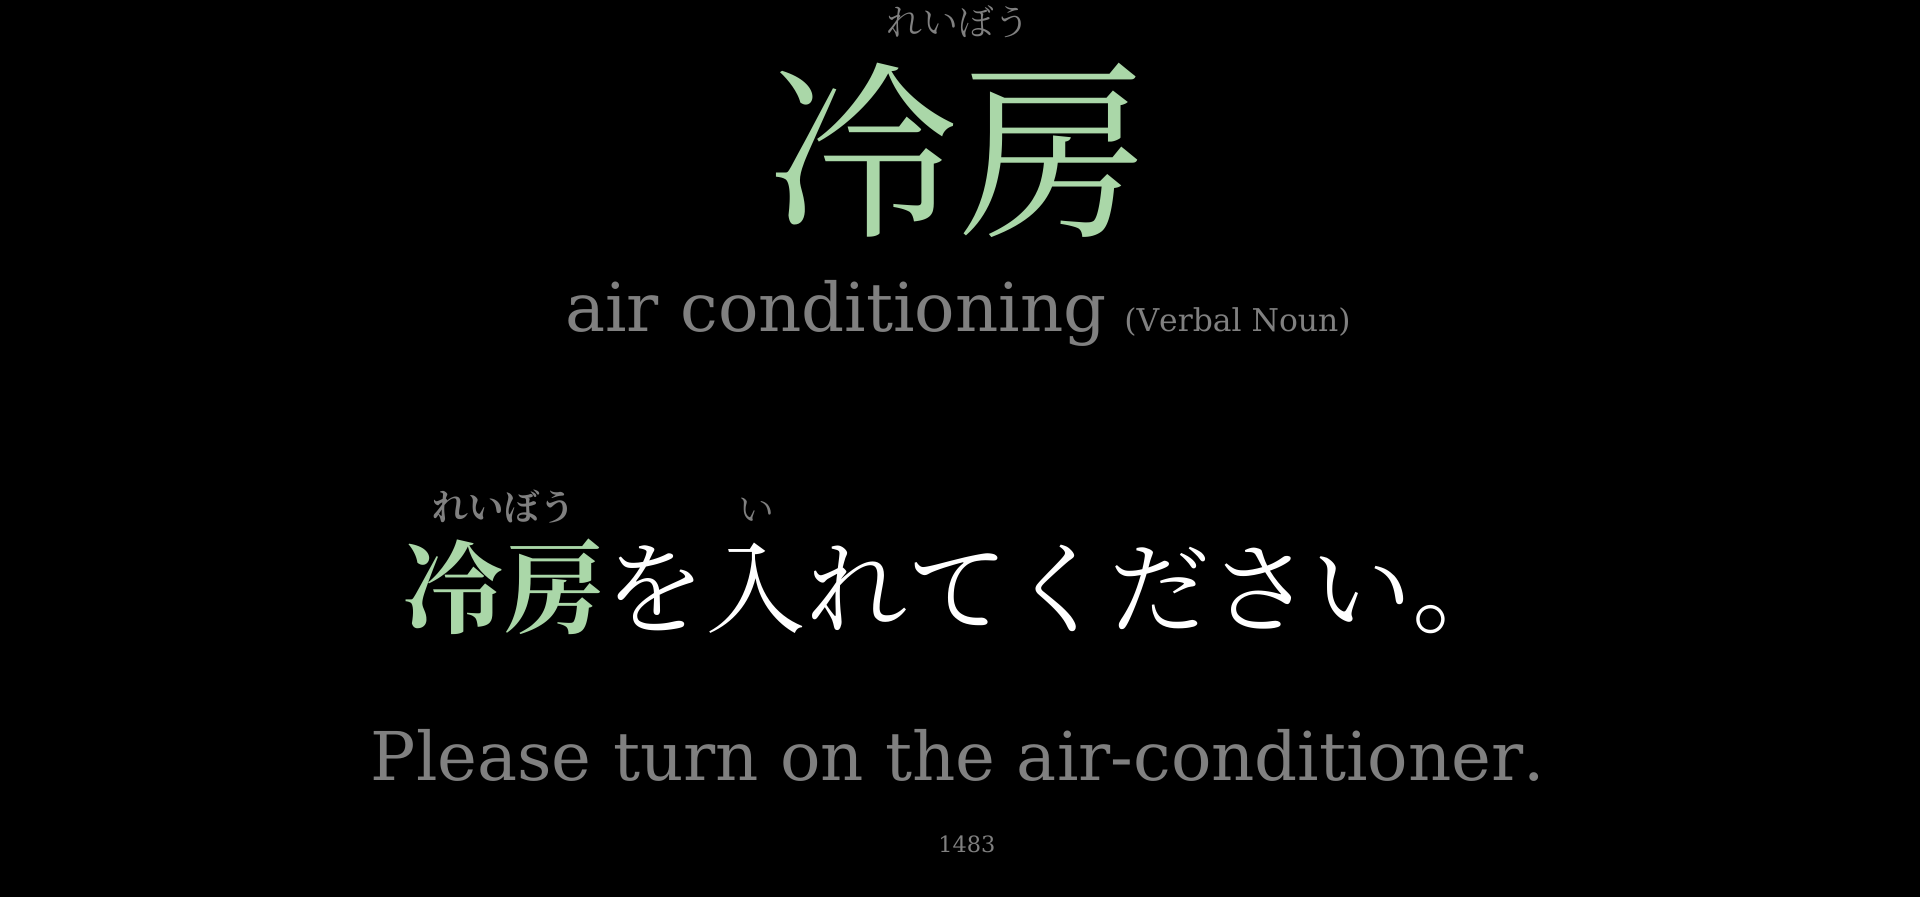 れいぼう
冷房
air conditioning (Verbal Noun)
れいぼう い
冷房を入れてください。
Please turn on the air-conditioner.
1483